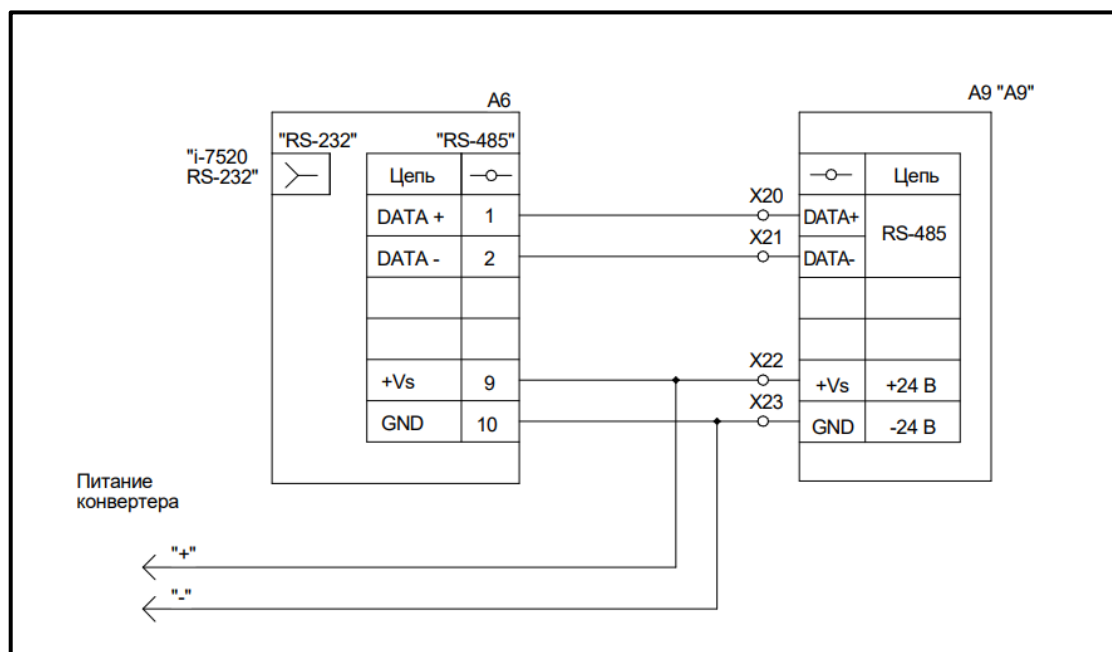 A6
A9 "A9"
"i-7520
RS-232"
"RS-232"
"RS-485"
Цепь
DATA + 1
DATA - 2
+Vs 9
GND 10
X20
X21
X22
X23
Цепь
DATA+
DATA-
RS-485
+Vs +24 В
GND -24 В
Питание
конвертера
"+"
"-"